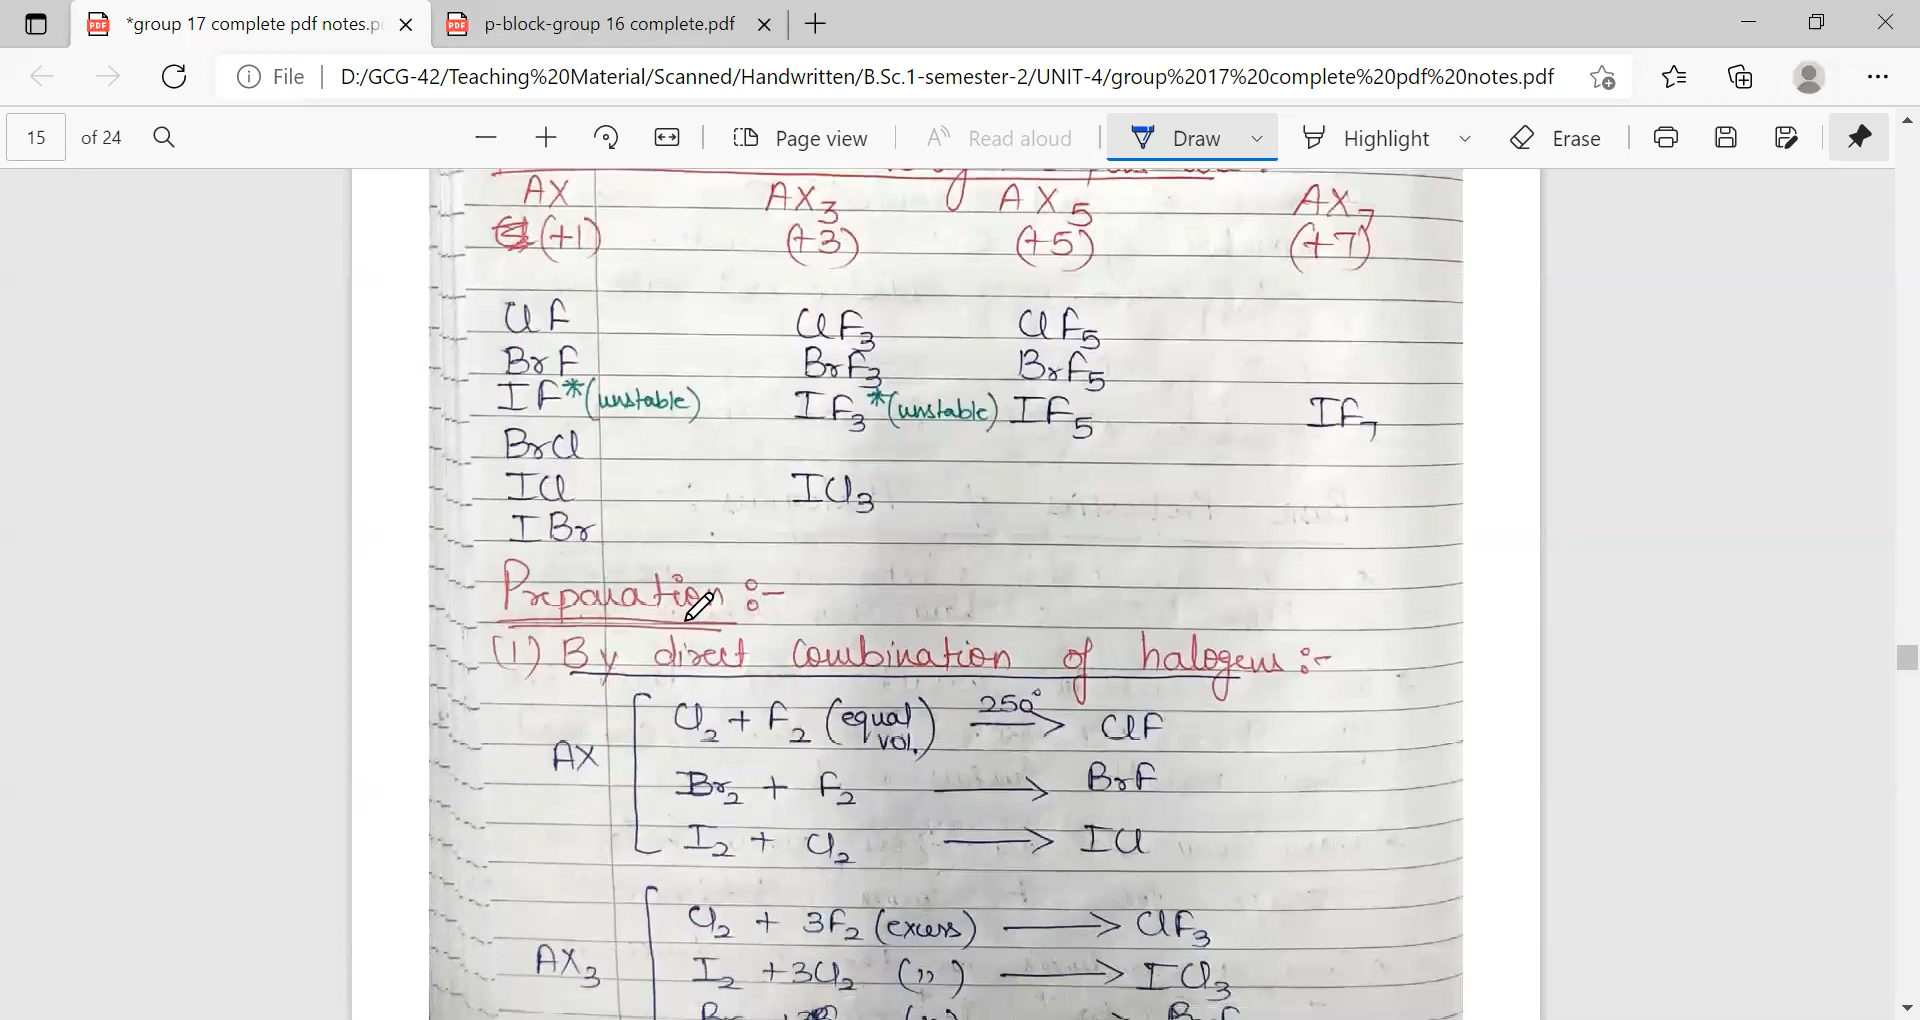 *group 17 complete pdf notes.p
p-block-group 16 complete.pdf
File
D:/GCG-42/Teaching%20Material/Scanned/Handwritten/B.Sc.1-semester-2/UNIT-4/group%2017%20complete%20pdf%20notes.pdf
15 of 24
Page view
Read aloud
Draw
Highlight
Erase
AX AX3 AX5 AX7
(+1) (+3) (+5) (+7)
ClF ClF3 ClF5
BrF BrF3 BrF5
IF*(unstable) IF3*(unstable) IF5 IF7
BrCl
ICl ICl3
IBr
Preparation :-
(1) By direct combination of halogens :-
Cl2 + F2 (equal vol.) 250° → ClF
AX
Br2 + F2 → BrF
I2 + Cl2 → ICl
Cl2 + 3F2 (excess) → ClF3
AX3
I2 + 3Cl2 (") → ICl3